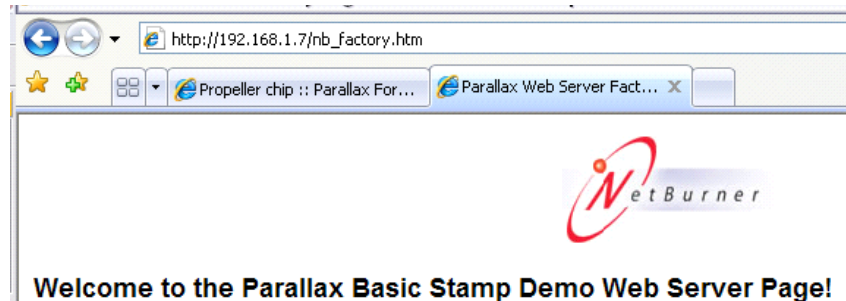 http://192.168.1.7/nb_factory.htm
Propeller chip :: Parallax For... Parallax Web Server Fact...
NetBurner
Welcome to the Parallax Basic Stamp Demo Web Server Page!